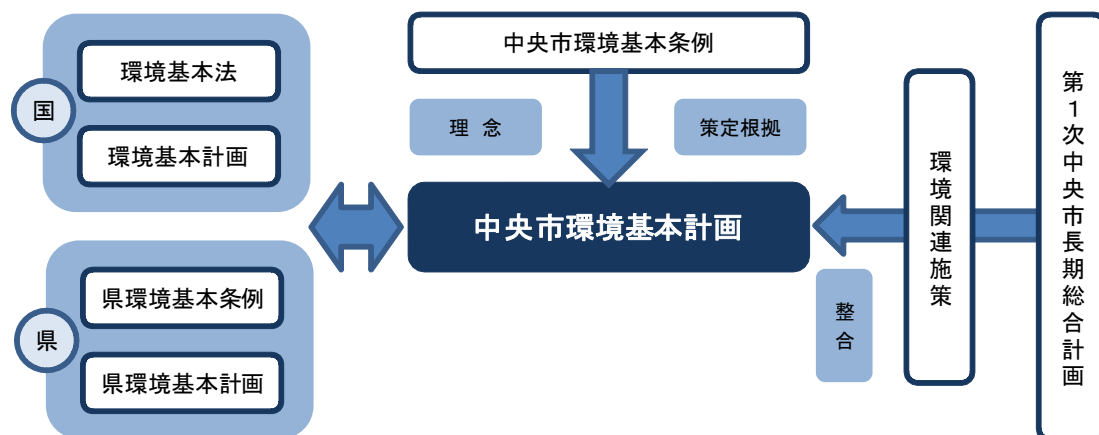 国
環境基本法
環境基本計画
県
県環境基本条例
県環境基本計画
中央市環境基本条例
理 念
策定根拠
中央市環境基本計画
整合
環境関連施策
第1次中央市長期総合計画